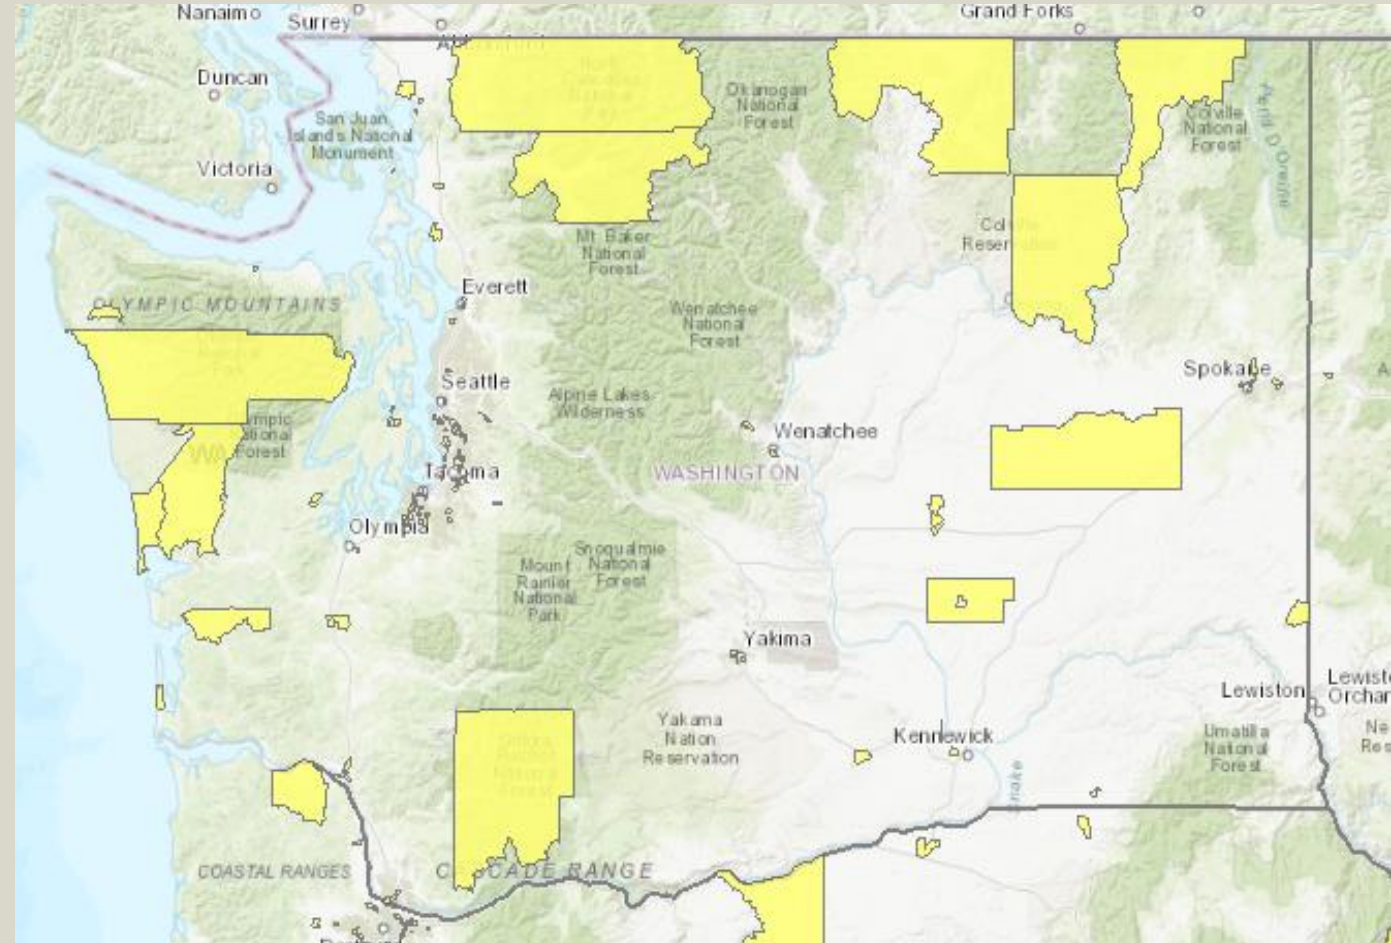 Nanaimo
Surrey
Grand Forks
Duncan
Okanogan
National
Forest
San Juan
Islands National
Monument
Colville
National
Forest
Pend Oreille
Victoria
Mt Baker
National
Forest
Everett
OLYMPIC MOUNTAINS
Wenatchee
National
Forest
Seattle
Spokane
Alpine Lakes
Wilderness
Wenatchee
Tacoma
WASHINGTON
Olympia
Snoqualmie
National
Forest
Mount
Rainier
National
Park
Yakima
Lewiston
Yakama
Nation
Reservation
Kennewick
Umatilla
National
Forest
COASTAL RANGES
CASCADE RANGE